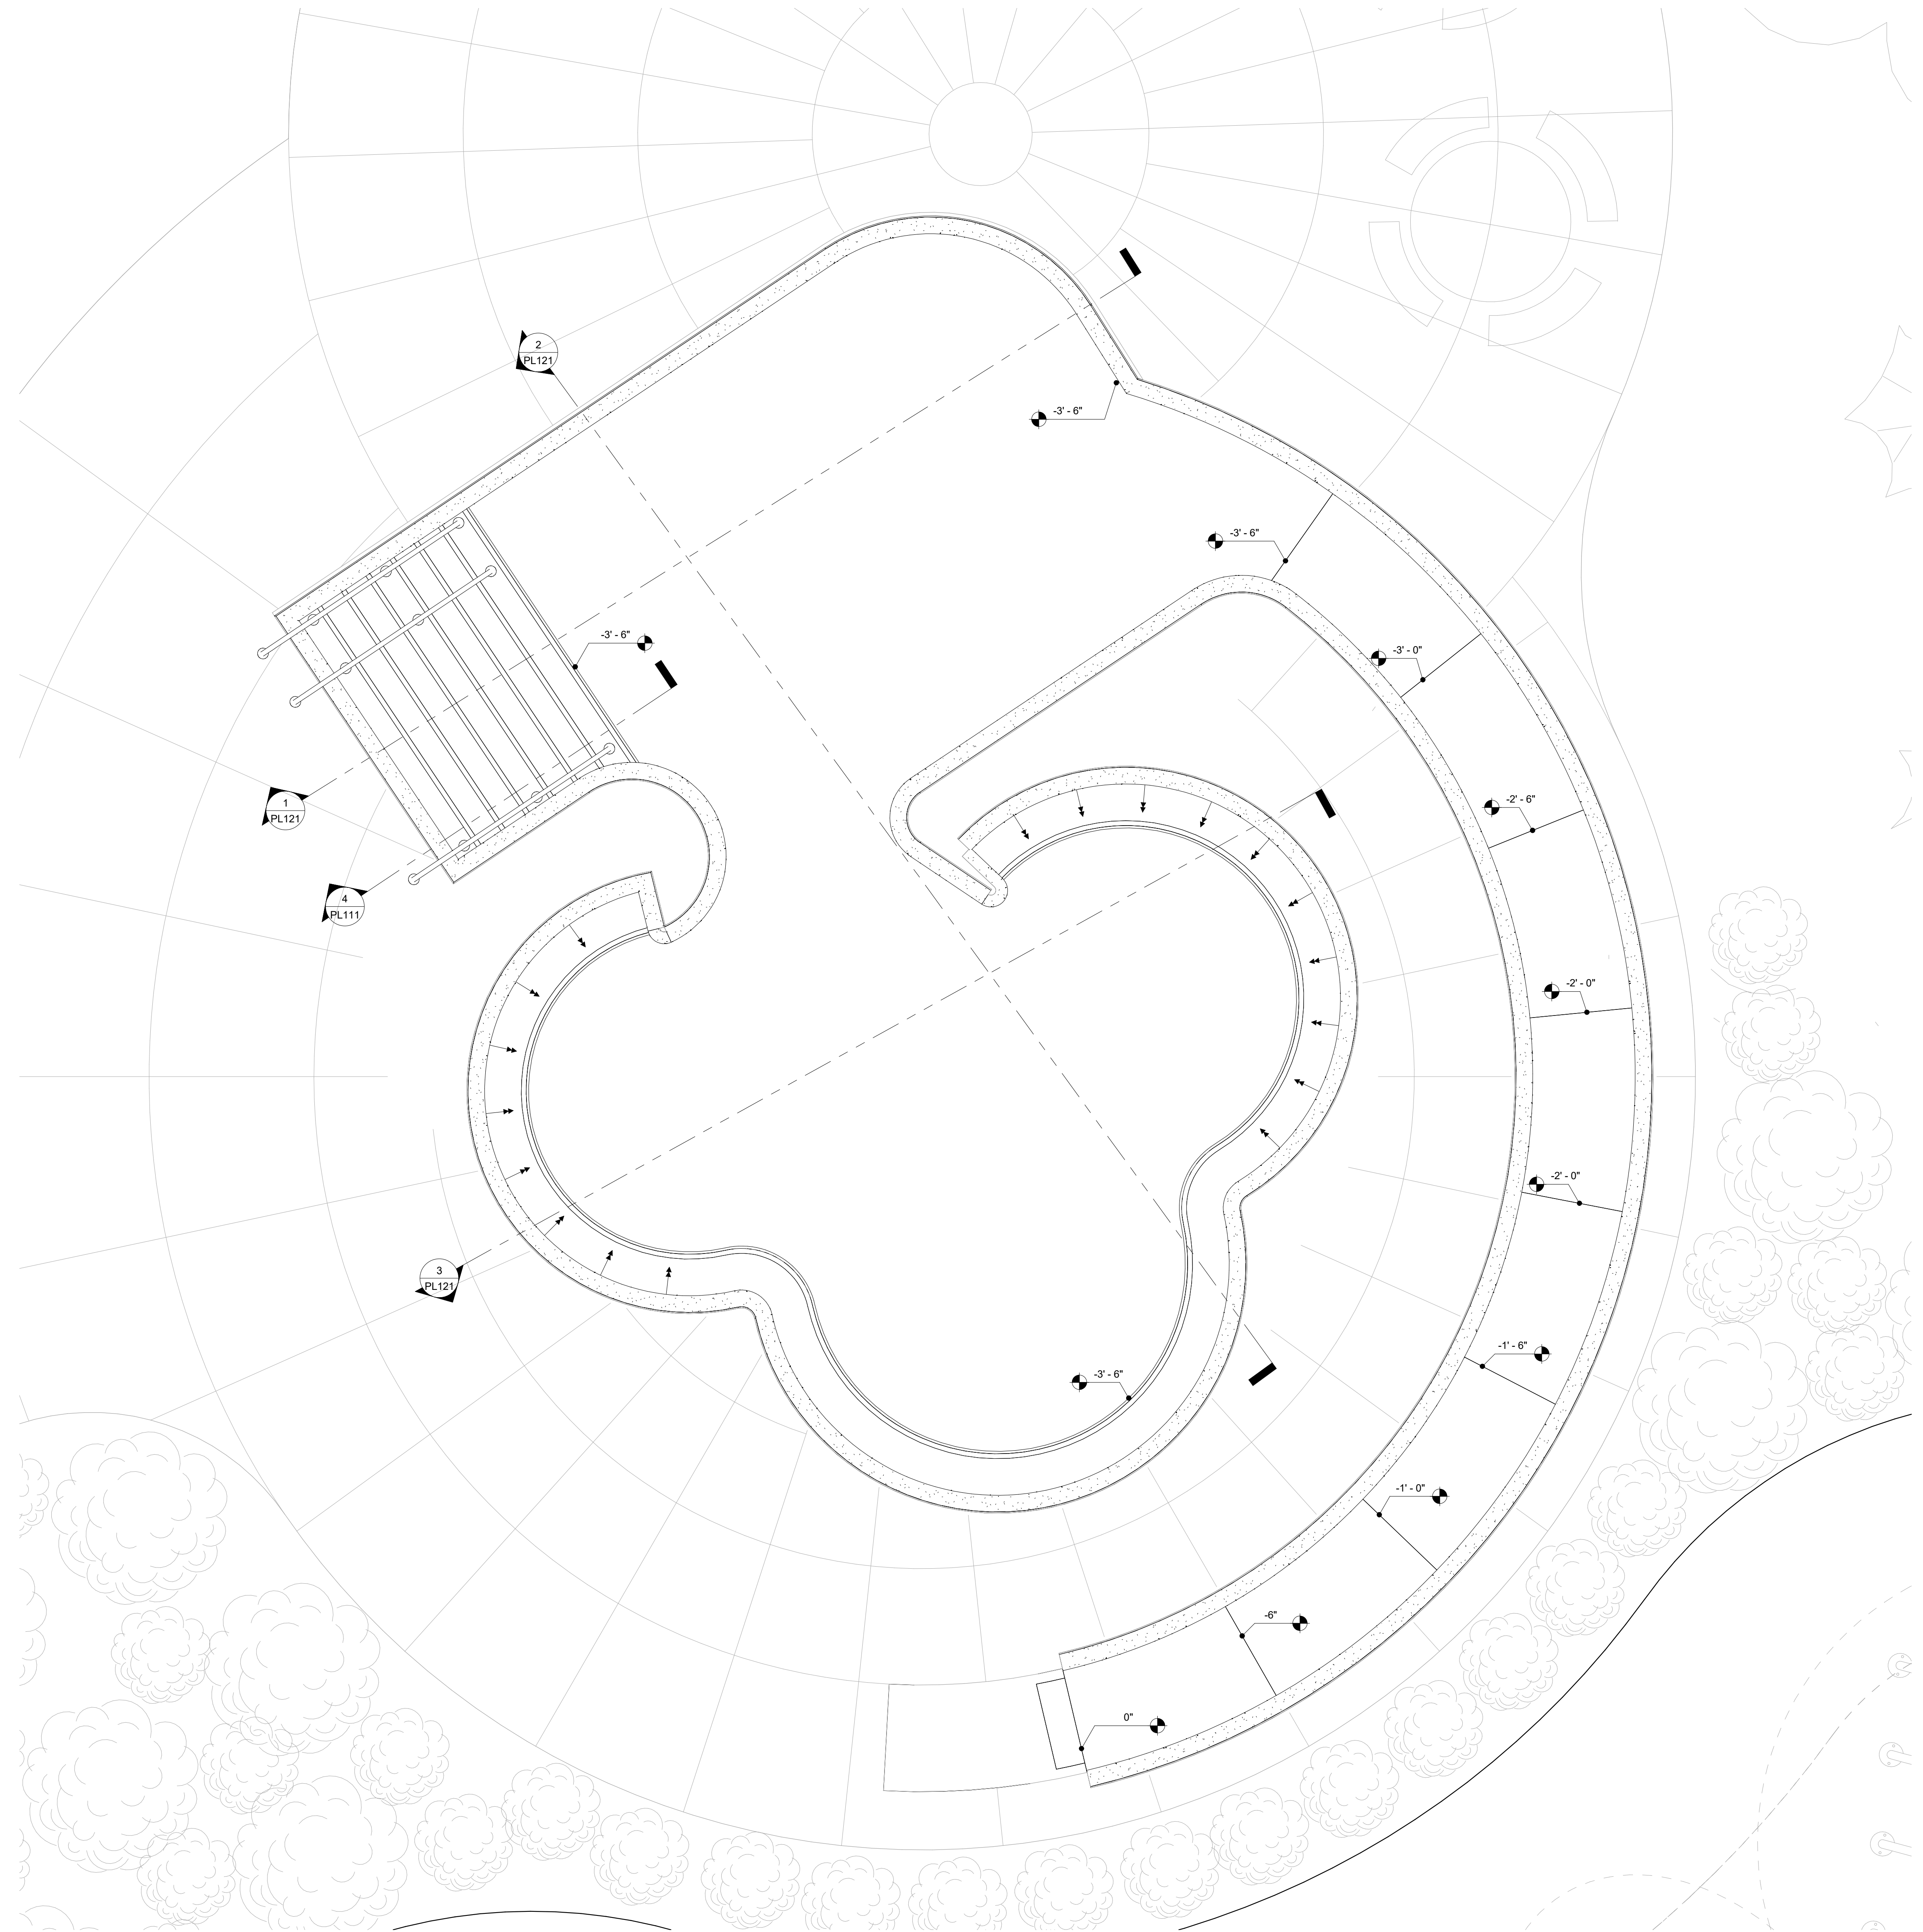 2
PL121
-3' - 6"
-3' - 6"
-3' - 6"
-3' - 0"
1
PL121
-2' - 6"
4
PL111
-2' - 0"
-2' - 0"
3
PL121
-1' - 6"
-3' - 6"
-1' - 0"
-6"
0"